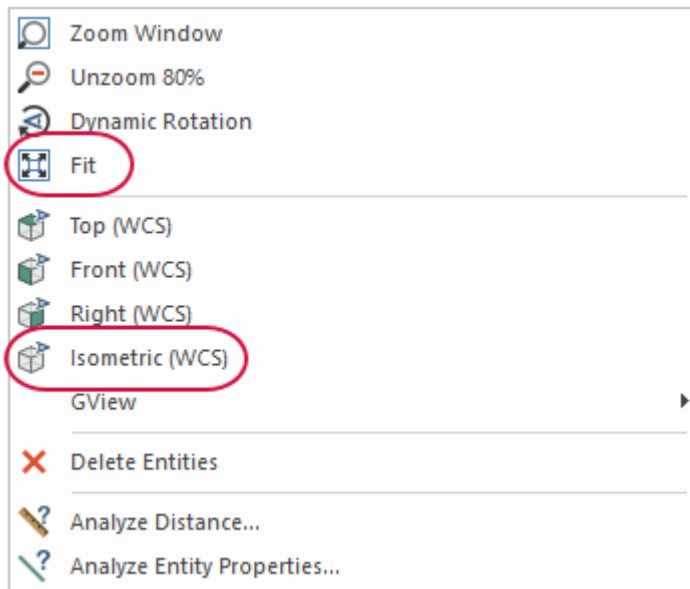 Zoom Window
Unzoom 80%
Dynamic Rotation
Fit
Top (WCS)
Front (WCS)
Right (WCS)
Isometric (WCS)
GView
Delete Entities
Analyze Distance...
Analyze Entity Properties...